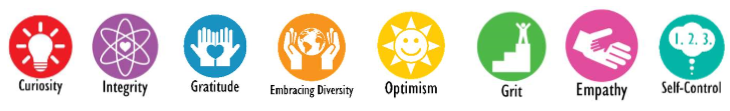 1. 2. 3.
Curiosity Integrity Gratitude Embracing Diversity Optimism Grit Empathy Self-Control